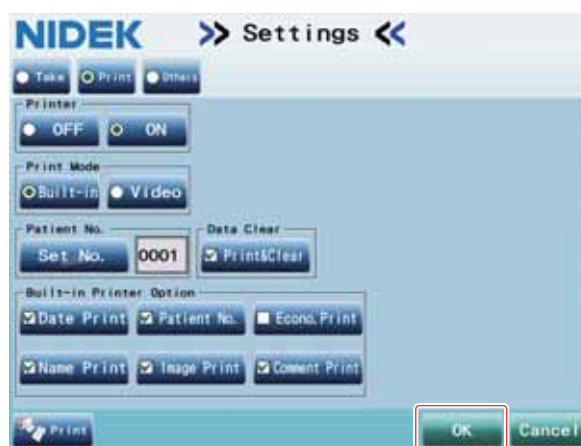 NIDEK >> Settings <<
Take Print Others
Printer
OFF ON
Print Mode
Built-in Video
Patient No. Data Clear
Set No. 0001 Print&Clear
Built-in Printer Option
Date Print Patient No. Econo.Print
Name Print Image Print Comment Print
Print OK Cancel